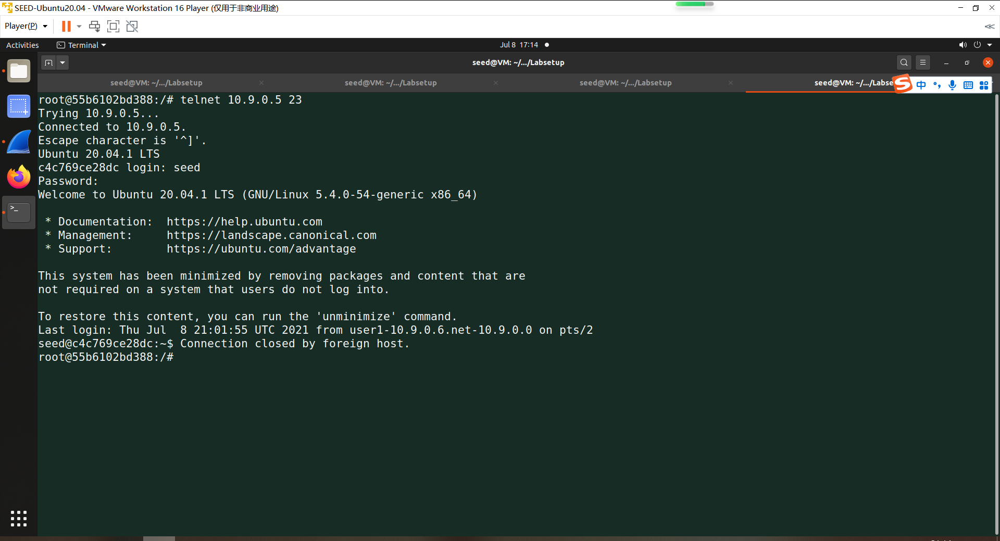 SEED-Ubuntu20.04 - VMware Workstation 16 Player (仅用于非商业用途)
Player(P)
Activities
Terminal
Jul 8 17:14
seed@VM: ~/.../Labsetup
seed@VM: ~/.../Labsetup
seed@VM: ~/.../Labsetup
seed@VM: ~/.../Labsetup
seed@VM: ~/.../Labse
中
root@55b6102bd388:/# telnet 10.9.0.5 23
Trying 10.9.0.5...
Connected to 10.9.0.5.
Escape character is '^]'.
Ubuntu 20.04.1 LTS
c4c769ce28dc login: seed
Password:
Welcome to Ubuntu 20.04.1 LTS (GNU/Linux 5.4.0-54-generic x86_64)
 * Documentation:  https://help.ubuntu.com
 * Management:     https://landscape.canonical.com
 * Support:        https://ubuntu.com/advantage
This system has been minimized by removing packages and content that are
not required on a system that users do not log into.
To restore this content, you can run the 'unminimize' command.
Last login: Thu Jul  8 21:01:55 UTC 2021 from user1-10.9.0.6.net-10.9.0.0 on pts/2
seed@c4c769ce28dc:~$ Connection closed by foreign host.
root@55b6102bd388:/#